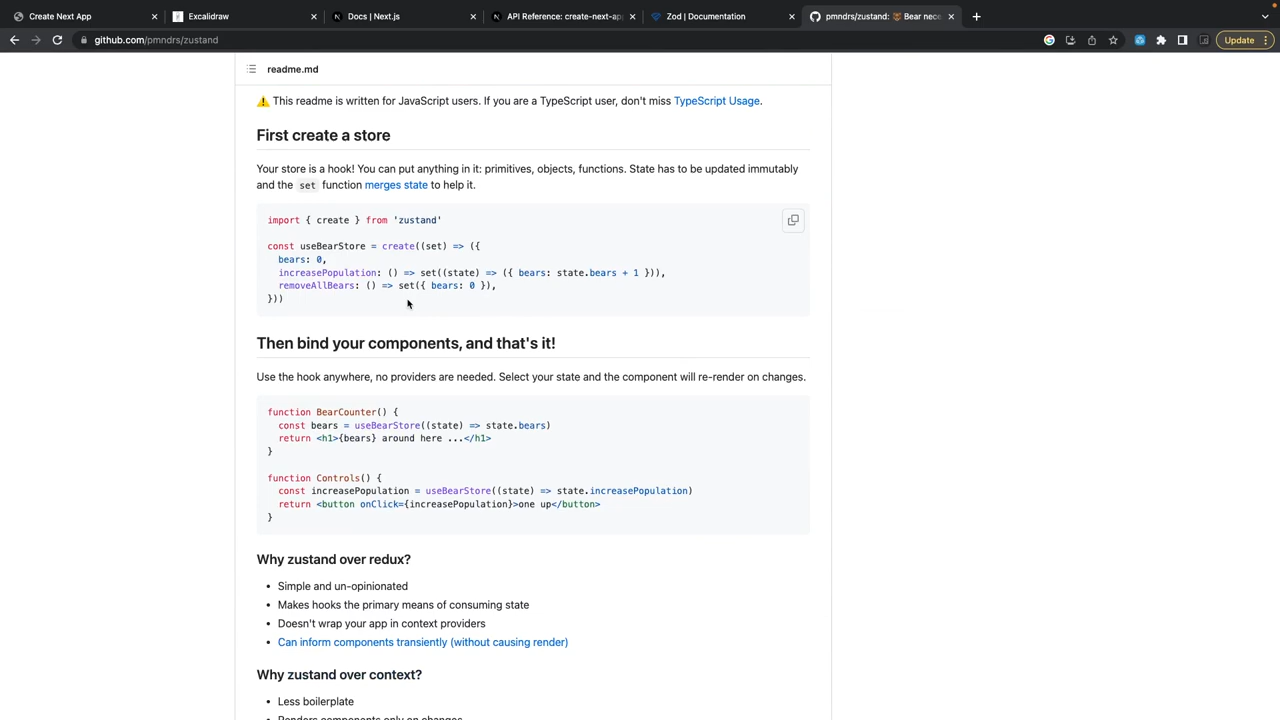 Create Next App
Excalidraw
Docs | Next.js
API Reference: create-next-app
Zod | Documentation
pmndrs/zustand: 🐻 Bear nece
github.com/pmndrs/zustand
Update
readme.md
⚠️ This readme is written for JavaScript users. If you are a TypeScript user, don't miss TypeScript Usage.
First create a store
Your store is a hook! You can put anything in it: primitives, objects, functions. State has to be updated immutably
and the set function merges state to help it.
import { create } from 'zustand'
const useBearStore = create((set) => ({
  bears: 0,
  increasePopulation: () => set((state) => ({ bears: state.bears + 1 })),
  removeAllBears: () => set({ bears: 0 }),
}))
Then bind your components, and that's it!
Use the hook anywhere, no providers are needed. Select your state and the component will re-render on changes.
function BearCounter() {
  const bears = useBearStore((state) => state.bears)
  return <h1>{bears} around here ...</h1>
}
function Controls() {
  const increasePopulation = useBearStore((state) => state.increasePopulation)
  return <button onClick={increasePopulation}>one up</button>
}
Why zustand over redux?
• Simple and un-opinionated
• Makes hooks the primary means of consuming state
• Doesn't wrap your app in context providers
• Can inform components transiently (without causing render)
Why zustand over context?
• Less boilerplate
• Renders components only on changes